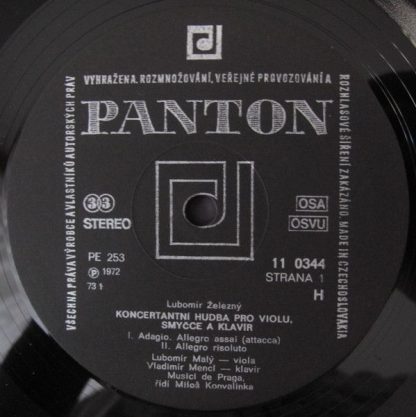 VŠECHNA PRÁVA VÝROBCE A VLASTNÍKŮ AUTORSKÝCH PRÁV
VYHRAŽENA. ROZMNOŽOVÁNÍ, VEŘEJNÉ PROVOZOVÁNÍ A
ROZHLASOVÉ ŠÍŘENÍ ZAKÁZÁNO. MADE IN CZECHOSLOVAKIA
PANTON
33
STEREO
OSA
OSVU
PE 253
Ⓟ 1972
73 1
11 0344
STRANA 1
H
Lubomír Železný
KONCERTANTNÍ HUDBA PRO VIOLU,
SMYČCE A KLAVÍR
I. Adagio. Allegro assai (attacca)
II. Allegro risoluto
Lubomír Malý — viola
Vladimír Mencl — klavír
Musici de Praga,
řídí Miloš Konvalinka